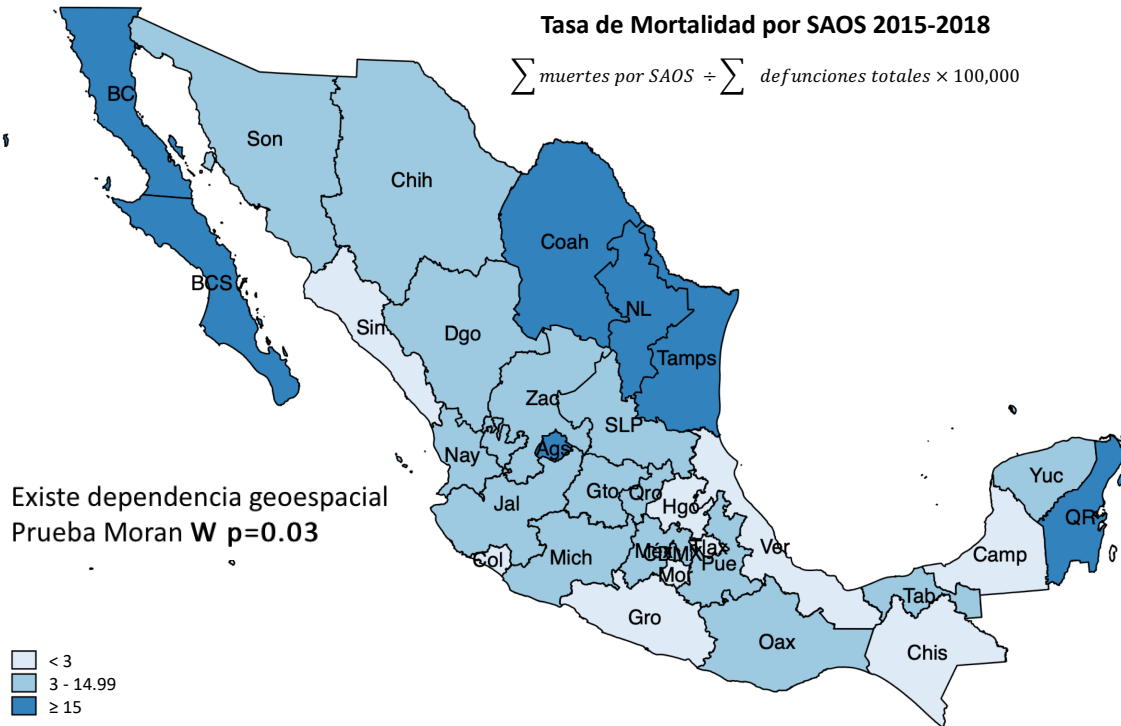 Tasa de Mortalidad por SAOS 2015-2018
∑ muertes por SAOS ÷ ∑ defunciones totales × 100,000
BC
Son
Chih
Coah
BCS
NL
Sin
Dgo
Tamps
Zac
SLP
Ags
Nay
Yuc
Gto
Qro
Jal
Hgo
QR
Existe dependencia geoespacial
Prueba Moran W p=0.03
Ver
Camp
Méx
CDMX
Tlax
Col
Mich
Pue
Mor
Tab
Gro
Oax
Chis
< 3
3 - 14.99
≥ 15